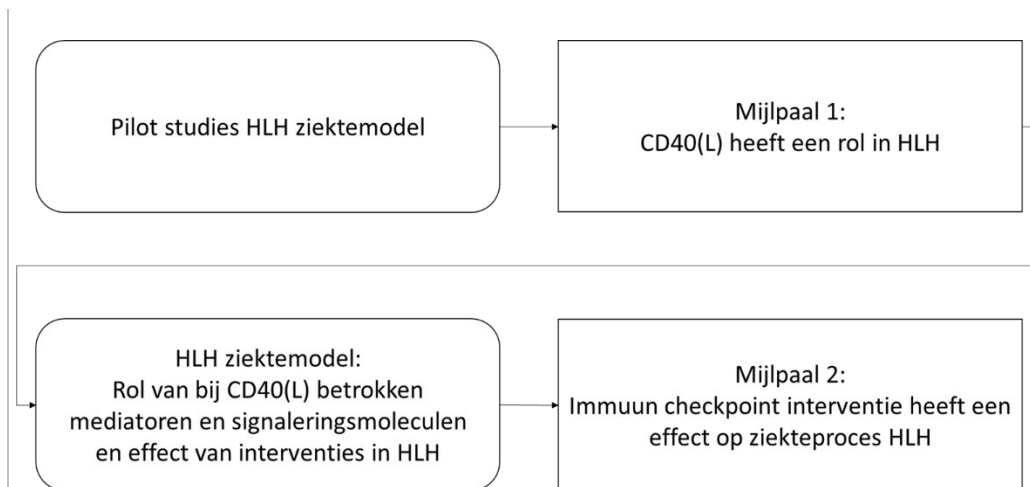 Pilot studies HLH ziektemodel
Mijlpaal 1:
CD40(L) heeft een rol in HLH
HLH ziektemodel:
Rol van bij CD40(L) betrokken
mediatoren en signaleringsmoleculen
en effect van interventies in HLH
Mijlpaal 2:
Immuun checkpoint interventie heeft een
effect op ziekteproces HLH